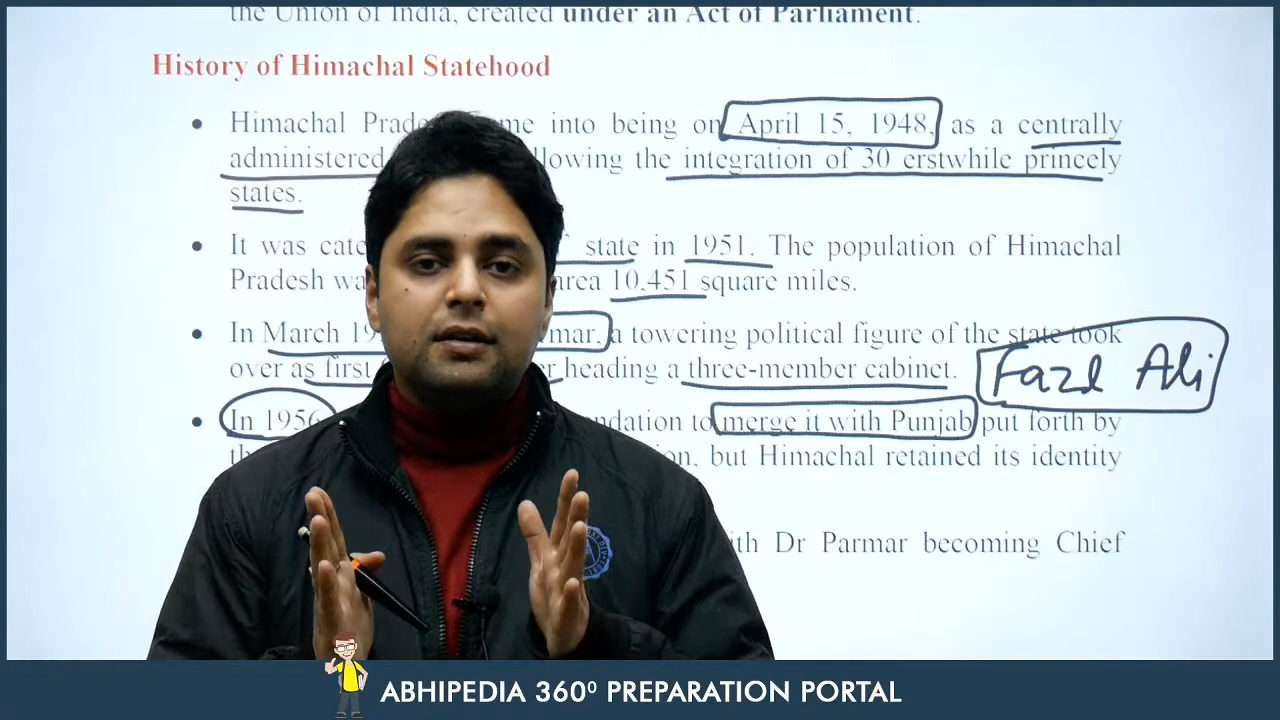 the Union of India, created under an Act of Parliament.
History of Himachal Statehood
• Himachal Prade me into being on April 15, 1948, as a centrally
administered llowing the integration of 30 erstwhile princely
states.
• It was cate state in 1951. The population of Himachal
Pradesh wa area 10,451 square miles.
• In March 19 mar, a towering political figure of the state took
over as first er heading a three-member cabinet.
Fazl Ali
• In 1956 ndation to merge it with Punjab put forth by
th on, but Himachal retained its identity
ith Dr Parmar becoming Chief
ABHIPEDIA 360⁰ PREPARATION PORTAL